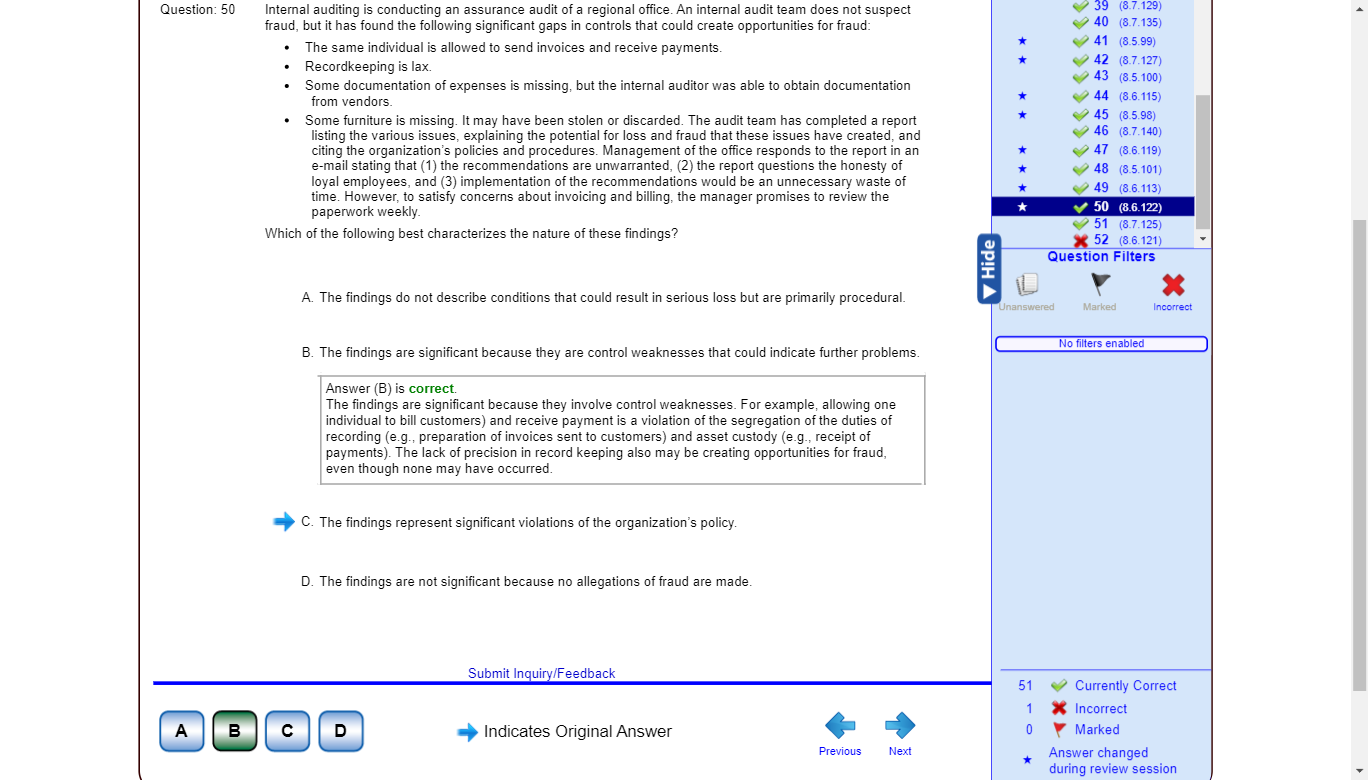 Question: 50
Internal auditing is conducting an assurance audit of a regional office. An internal audit team does not suspect
fraud, but it has found the following significant gaps in controls that could create opportunities for fraud:
• The same individual is allowed to send invoices and receive payments.
• Recordkeeping is lax.
• Some documentation of expenses is missing, but the internal auditor was able to obtain documentation
from vendors.
• Some furniture is missing. It may have been stolen or discarded. The audit team has completed a report
listing the various issues, explaining the potential for loss and fraud that these issues have created, and
citing the organization's policies and procedures. Management of the office responds to the report in an
e-mail stating that (1) the recommendations are unwarranted, (2) the report questions the honesty of
loyal employees, and (3) implementation of the recommendations would be an unnecessary waste of
time. However, to satisfy concerns about invoicing and billing, the manager promises to review the
paperwork weekly.
Which of the following best characterizes the nature of these findings?
A. The findings do not describe conditions that could result in serious loss but are primarily procedural.
B. The findings are significant because they are control weaknesses that could indicate further problems.
Answer (B) is correct.
The findings are significant because they involve control weaknesses. For example, allowing one
individual to bill customers) and receive payment is a violation of the segregation of the duties of
recording (e.g., preparation of invoices sent to customers) and asset custody (e.g., receipt of
payments). The lack of precision in record keeping also may be creating opportunities for fraud,
even though none may have occurred.
C. The findings represent significant violations of the organization's policy.
D. The findings are not significant because no allegations of fraud are made.
Submit Inquiry/Feedback
A B C D
Indicates Original Answer
Previous
Next
39 (8.7.129)
40 (8.7.135)
41 (8.5.99)
42 (8.7.127)
43 (8.5.100)
44 (8.6.115)
45 (8.5.98)
46 (8.7.140)
47 (8.6.119)
48 (8.5.101)
49 (8.6.113)
50 (8.6.122)
51 (8.7.125)
52 (8.6.121)
Hide
Question Filters
Unanswered Marked Incorrect
No filters enabled
51 Currently Correct
1 Incorrect
0 Marked
Answer changed
during review session